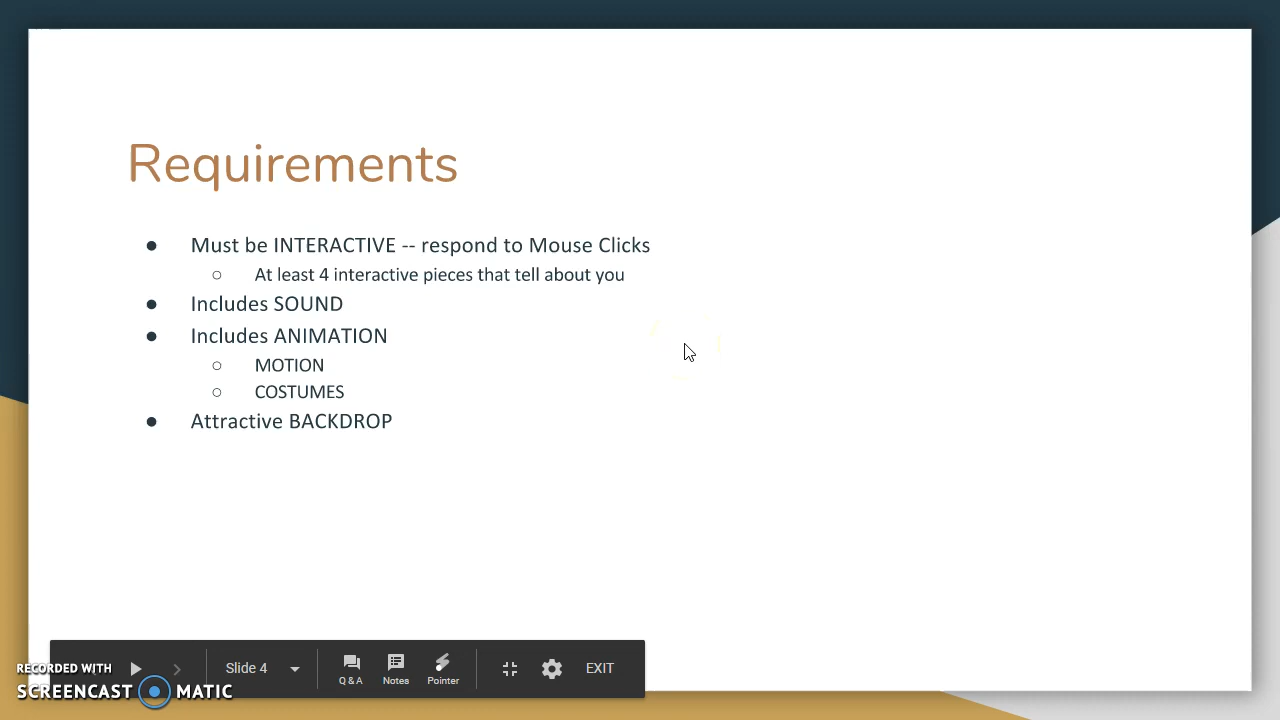 Requirements
● Must be INTERACTIVE -- respond to Mouse Clicks
○ At least 4 interactive pieces that tell about you
● Includes SOUND
● Includes ANIMATION
○ MOTION
○ COSTUMES
● Attractive BACKDROP
Slide 4
Q & A
Notes
Pointer
EXIT
RECORDED WITH
SCREENCAST MATIC